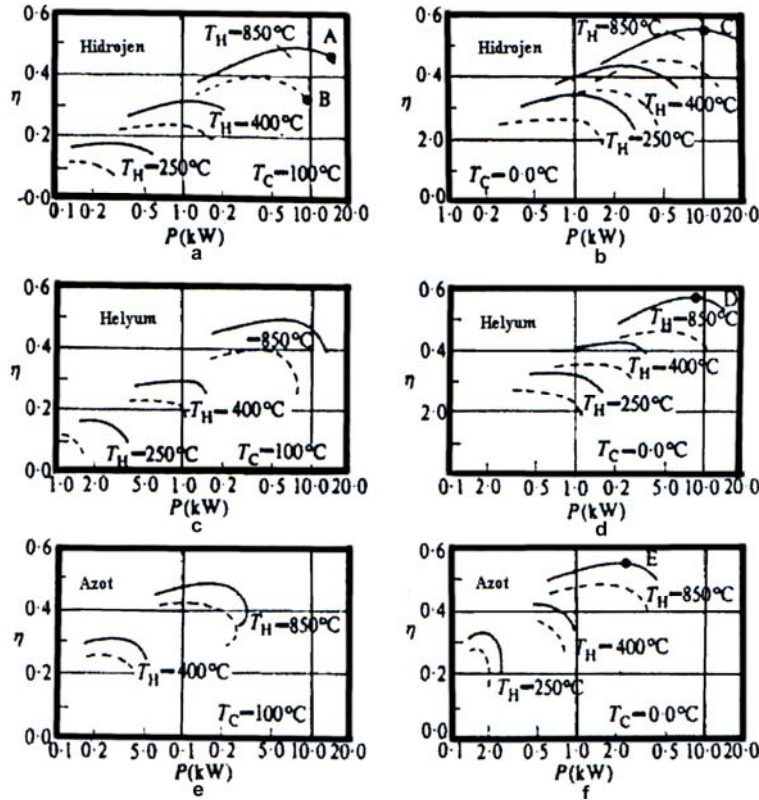 0·6
Hidrojen
T_H=850°C
A
0·4
B
η
T_H=400°C
0·2
T_H=250°C
T_C=100°C
-0·0
0·1 0·2 0·5 1·0 0·2 5·0 10·0 20·0
P(kW)
a
0·6
Hidrojen
T_H=850°C
C
0·4
η
T_H=400°C
2·0
T_H=250°C
T_C=0·0°C
0·0
1·0 0·2 0·5 1·0 0·2 0·5 10·0 20·0
P(kW)
b
0·6
Helyum
=850°C
0·4
η
T_H=400°C
0·2
T_H=250°C
T_C=100°C
0·0
1·0 2·0 0·5 1·0 0·2 5·0 10·0 20·0
P(kW)
c
0·6
Helyum
D
T_H=850°C
0·4
η
T_H=400°C
T_H=250°C
2·0
T_C=0·0°C
0·0
0·1 2·0 0·5 1·0 0·2 5·0 10·0 20·0
P(kW)
d
0·6
Azot
0·4
T_H=850°C
η
T_H=400°C
0·2
T_C=100°C
0·0
0·1 0·2 5·0 0·1 0·2 5·0 10·0 20·0
P(kW)
e
0·6
E
Azot
T_H=850°C
0·4
η
T_H=400°C
0·2
T_H=250°C
T_C=0·0°C
0·0
0·1 2·0 0·5 1·0 2·0 5·0 10·0 20·0
P(kW)
f